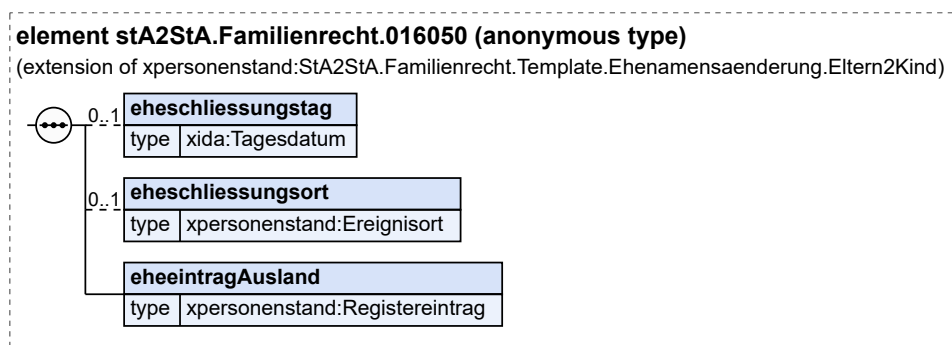 element stA2StA.Familienrecht.016050 (anonymous type)
(extension of xpersonenstand:StA2StA.Familienrecht.Template.Ehenamensaenderung.Eltern2Kind)
0..1 eheschliessungstag
type xida:Tagesdatum
0..1 eheschliessungsort
type xpersonenstand:Ereignisort
eheeintragAusland
type xpersonenstand:Registereintrag